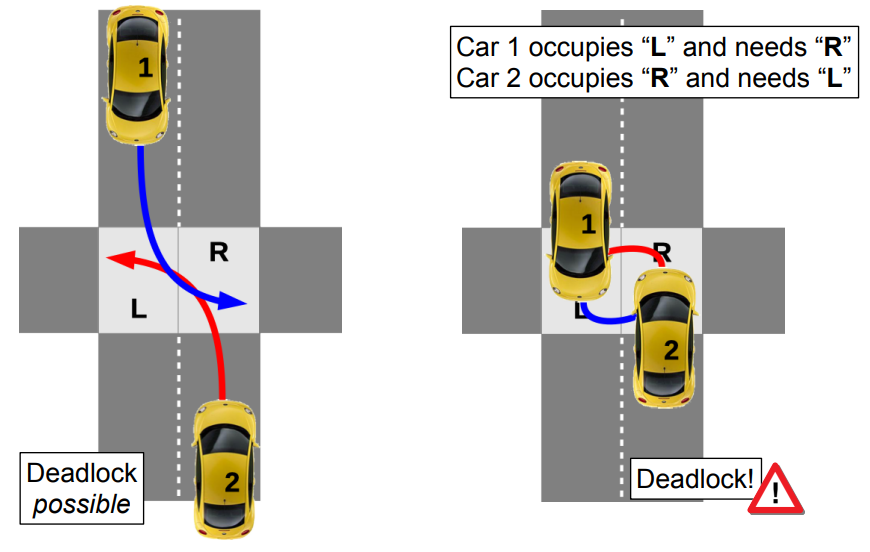 1
R
L
2
Deadlock
possible
Car 1 occupies “L” and needs “R”
Car 2 occupies “R” and needs “L”
1
R
L
2
Deadlock!
!